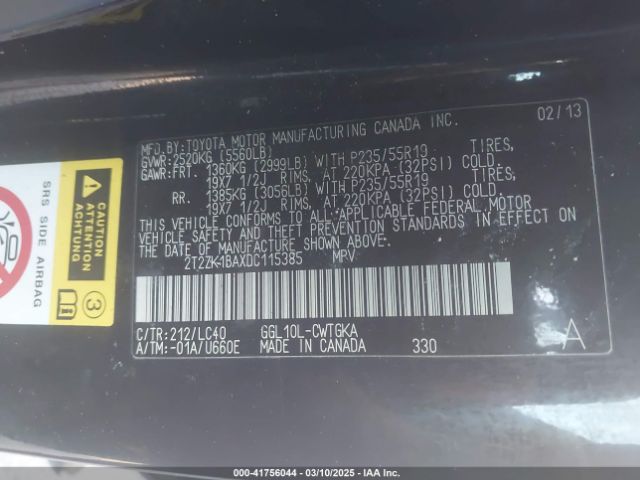 MFD.BY:TOYOTA MOTOR MANUFACTURING CANADA INC. 02/13
GVWR:2520KG (5560LB)
GAWR:FRT. 1360KG (2999LB) WITH P235/55R19 TIRES,
19X7 1/2J RIMS, AT 220KPA (32PSI) COLD.
RR. 1385KG (3056LB) WITH P235/55R19 TIRES,
19X7 1/2J RIMS, AT 220KPA (32PSI) COLD.
THIS VEHICLE CONFORMS TO ALL APPLICABLE FEDERAL MOTOR
VEHICLE SAFETY AND THEFT PREVENTION STANDARDS IN EFFECT ON
THE DATE OF MANUFACTURE SHOWN ABOVE.
2T2ZK1BAXDC115385 MPV
C/TR:212/LC40 GGL10L-CWTGKA
A/TM:-01A/U660E MADE IN CANADA 330 A
SRS SIDE AIRBAG
CAUTION
ATTENTION
ACHTUNG
3
000-41756044 / 03/10/2025 / IAA Inc.